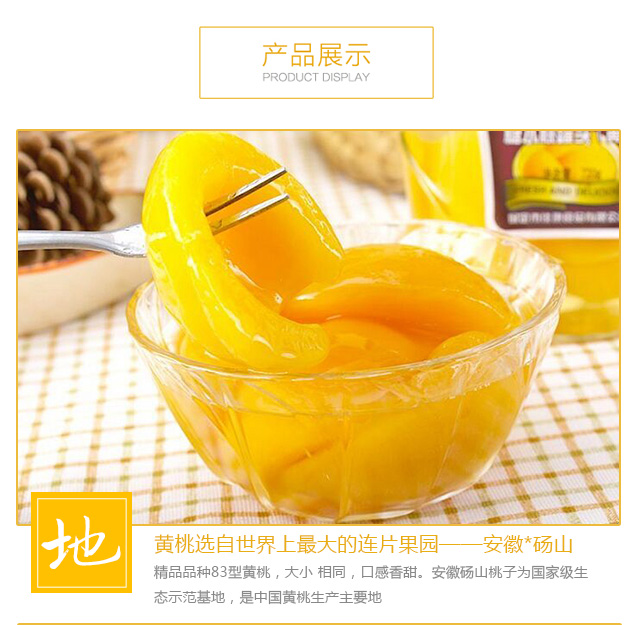 产品展示
PRODUCT DISPLAY
FRESH AND DELICIOUS
地
黄桃选自世界上最大的连片果园——安徽*砀山
精品品种83型黄桃，大小 相同，口感香甜。安徽砀山桃子为国家级生
态示范基地，是中国黄桃生产主要地